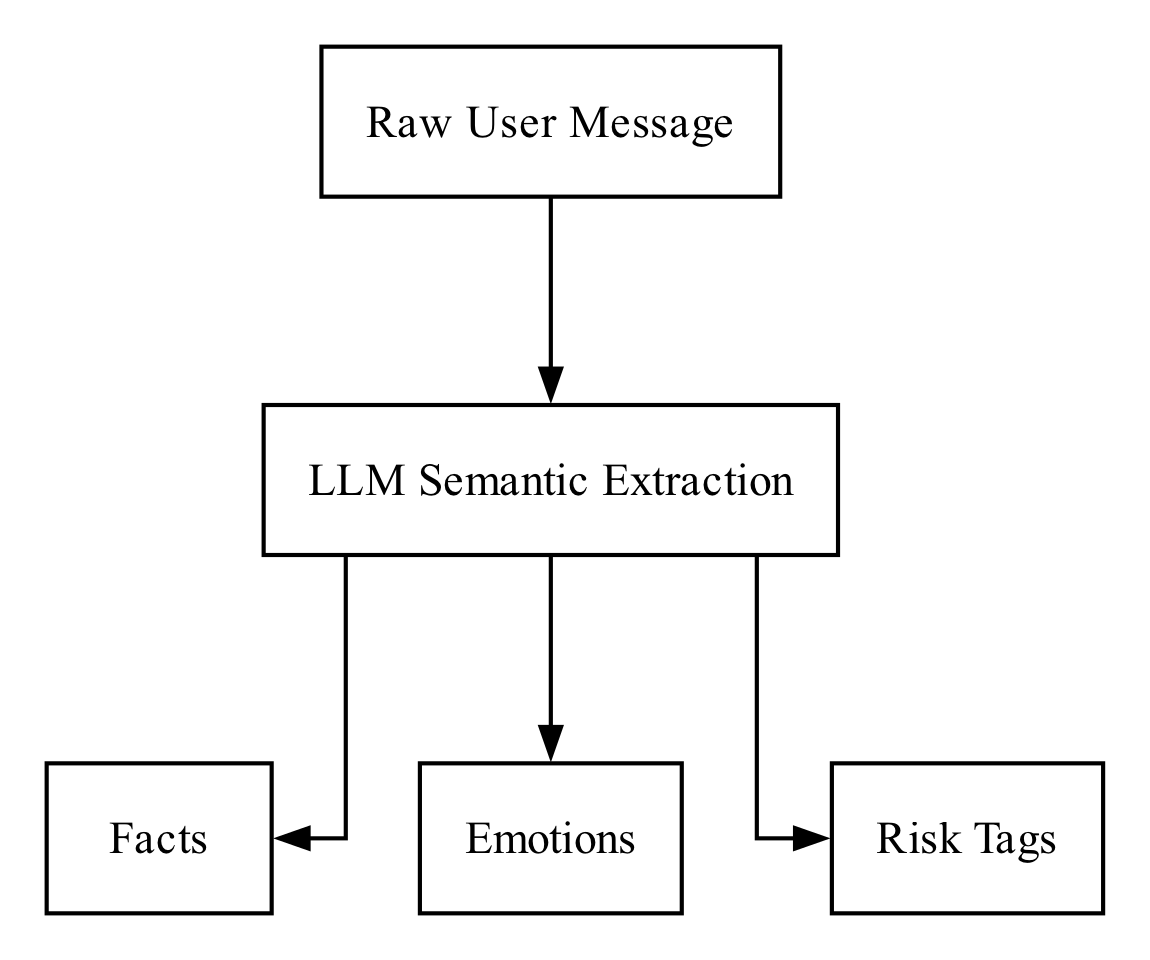 Raw User Message
LLM Semantic Extraction
Facts
Emotions
Risk Tags